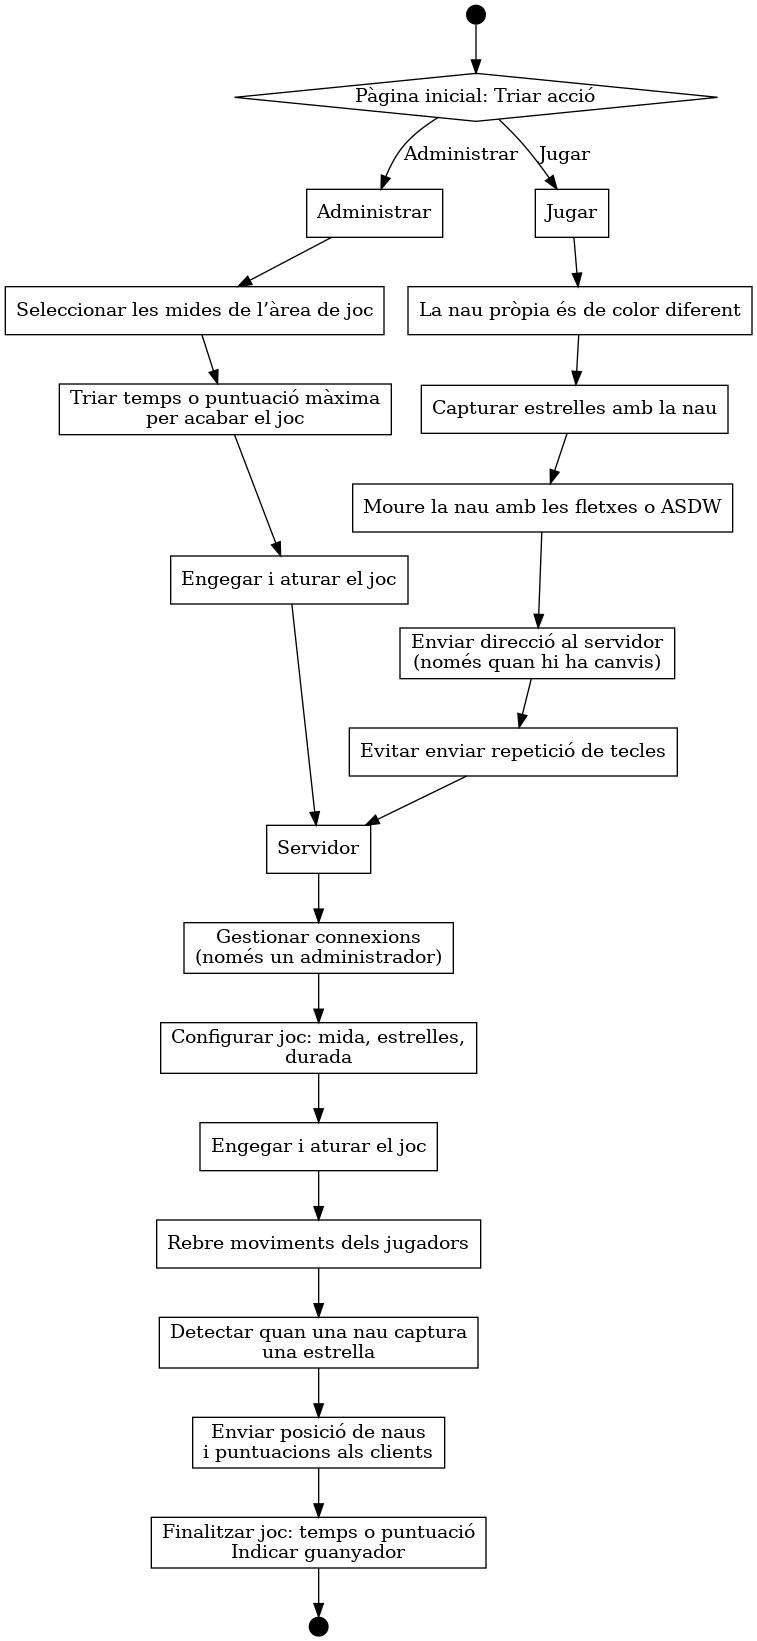 Pàgina inicial: Triar acció
Administrar
Jugar
Administrar
Jugar
Seleccionar les mides de l’àrea de joc
La nau pròpia és de color diferent
Triar temps o puntuació màxima
per acabar el joc
Capturar estrelles amb la nau
Moure la nau amb les fletxes o ASDW
Engegar i aturar el joc
Enviar direcció al servidor
(només quan hi ha canvis)
Evitar enviar repetició de tecles
Servidor
Gestionar connexions
(només un administrador)
Configurar joc: mida, estrelles,
durada
Engegar i aturar el joc
Rebre moviments dels jugadors
Detectar quan una nau captura
una estrella
Enviar posició de naus
i puntuacions als clients
Finalitzar joc: temps o puntuació
Indicar guanyador